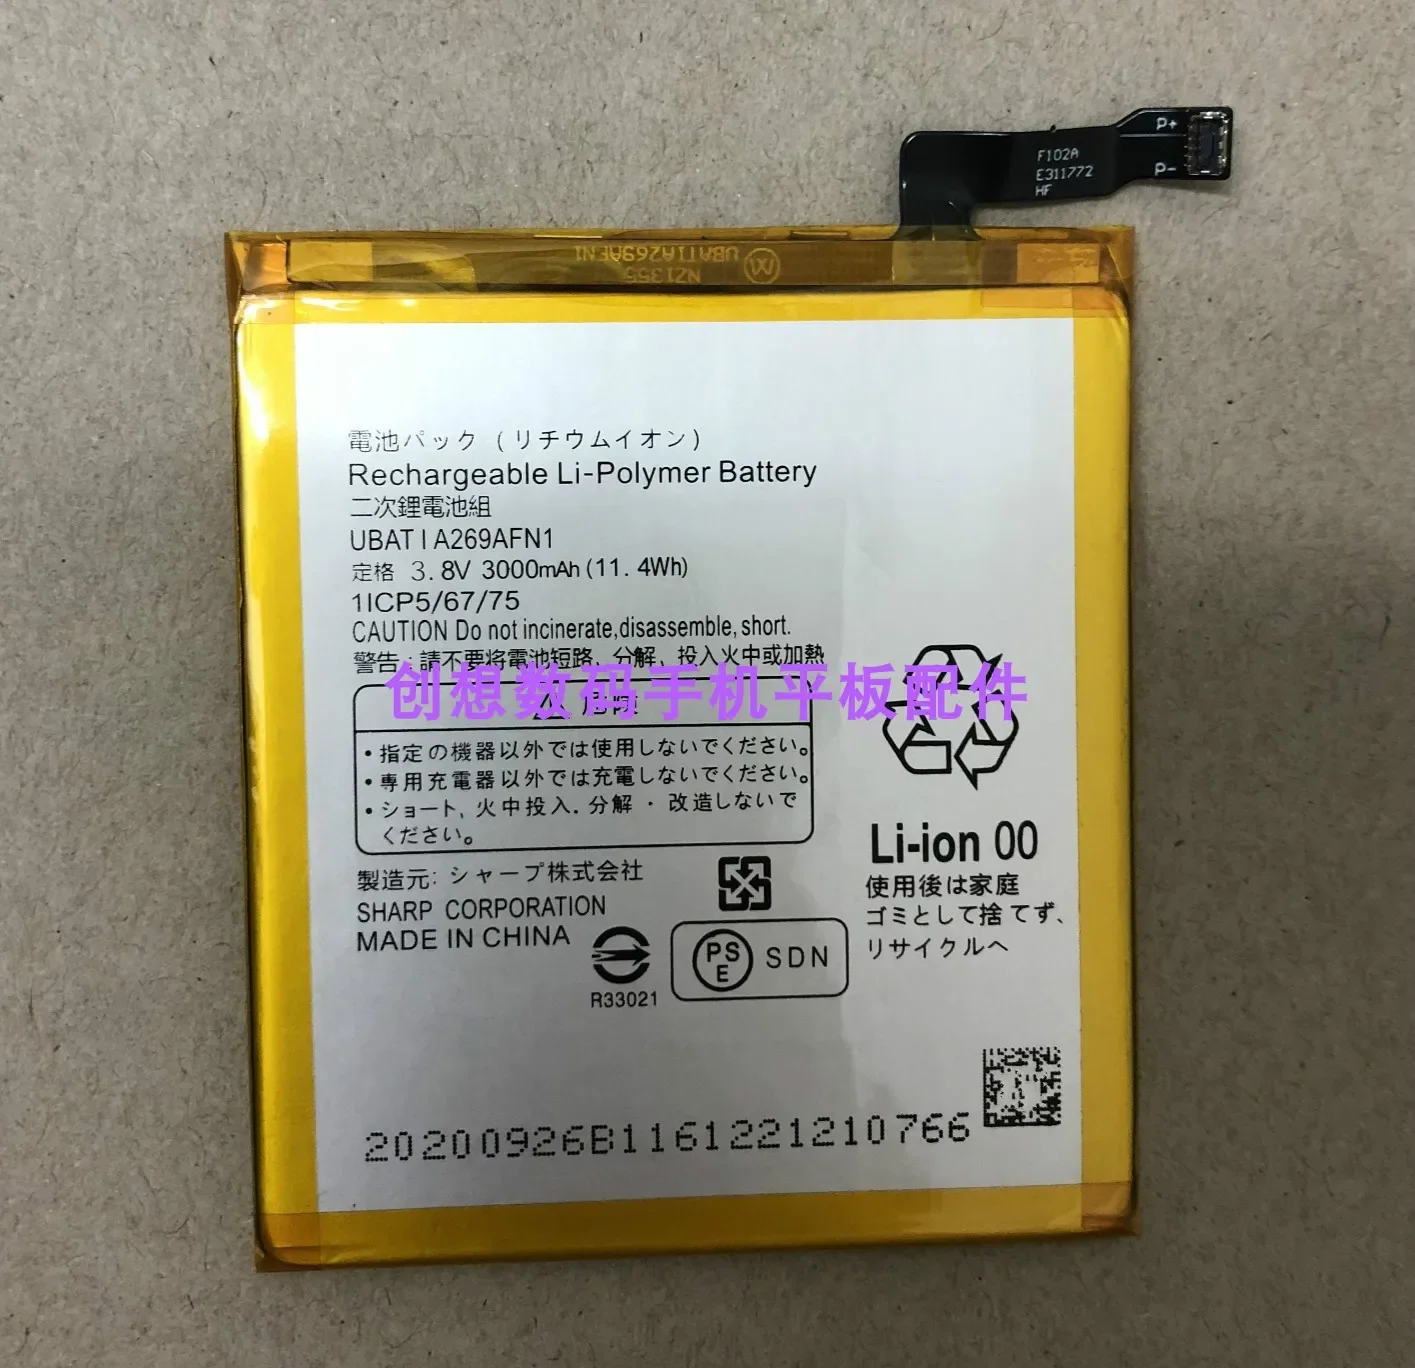 P+
F102A
E311772
P-
HF
UBATIA269AFN1
NZ1355
電池パック (リチウムイオン)
Rechargeable Li-Polymer Battery
二次鋰電池組
UBATIA269AFN1
定格 3.8V 3000mAh (11.4Wh)
1ICP5/67/75
CAUTION Do not incinerate,disassemble, short.
警告:請不要将電池短路、分解、投入火中或加熱
创想数码手机平板配件
危険
・指定の機器以外では使用しないでください。
・専用充電器以外では充電しないでください。
・ショート, 火中投入. 分解 ・ 改造しないで
ください。
Li-ion 00
使用後は家庭
ゴミとして捨てず、
リサイクルへ
製造元: シャープ株式会社
SHARP CORPORATION
MADE IN CHINA
R33021
PS
E
SDN
20200926B1161221210766